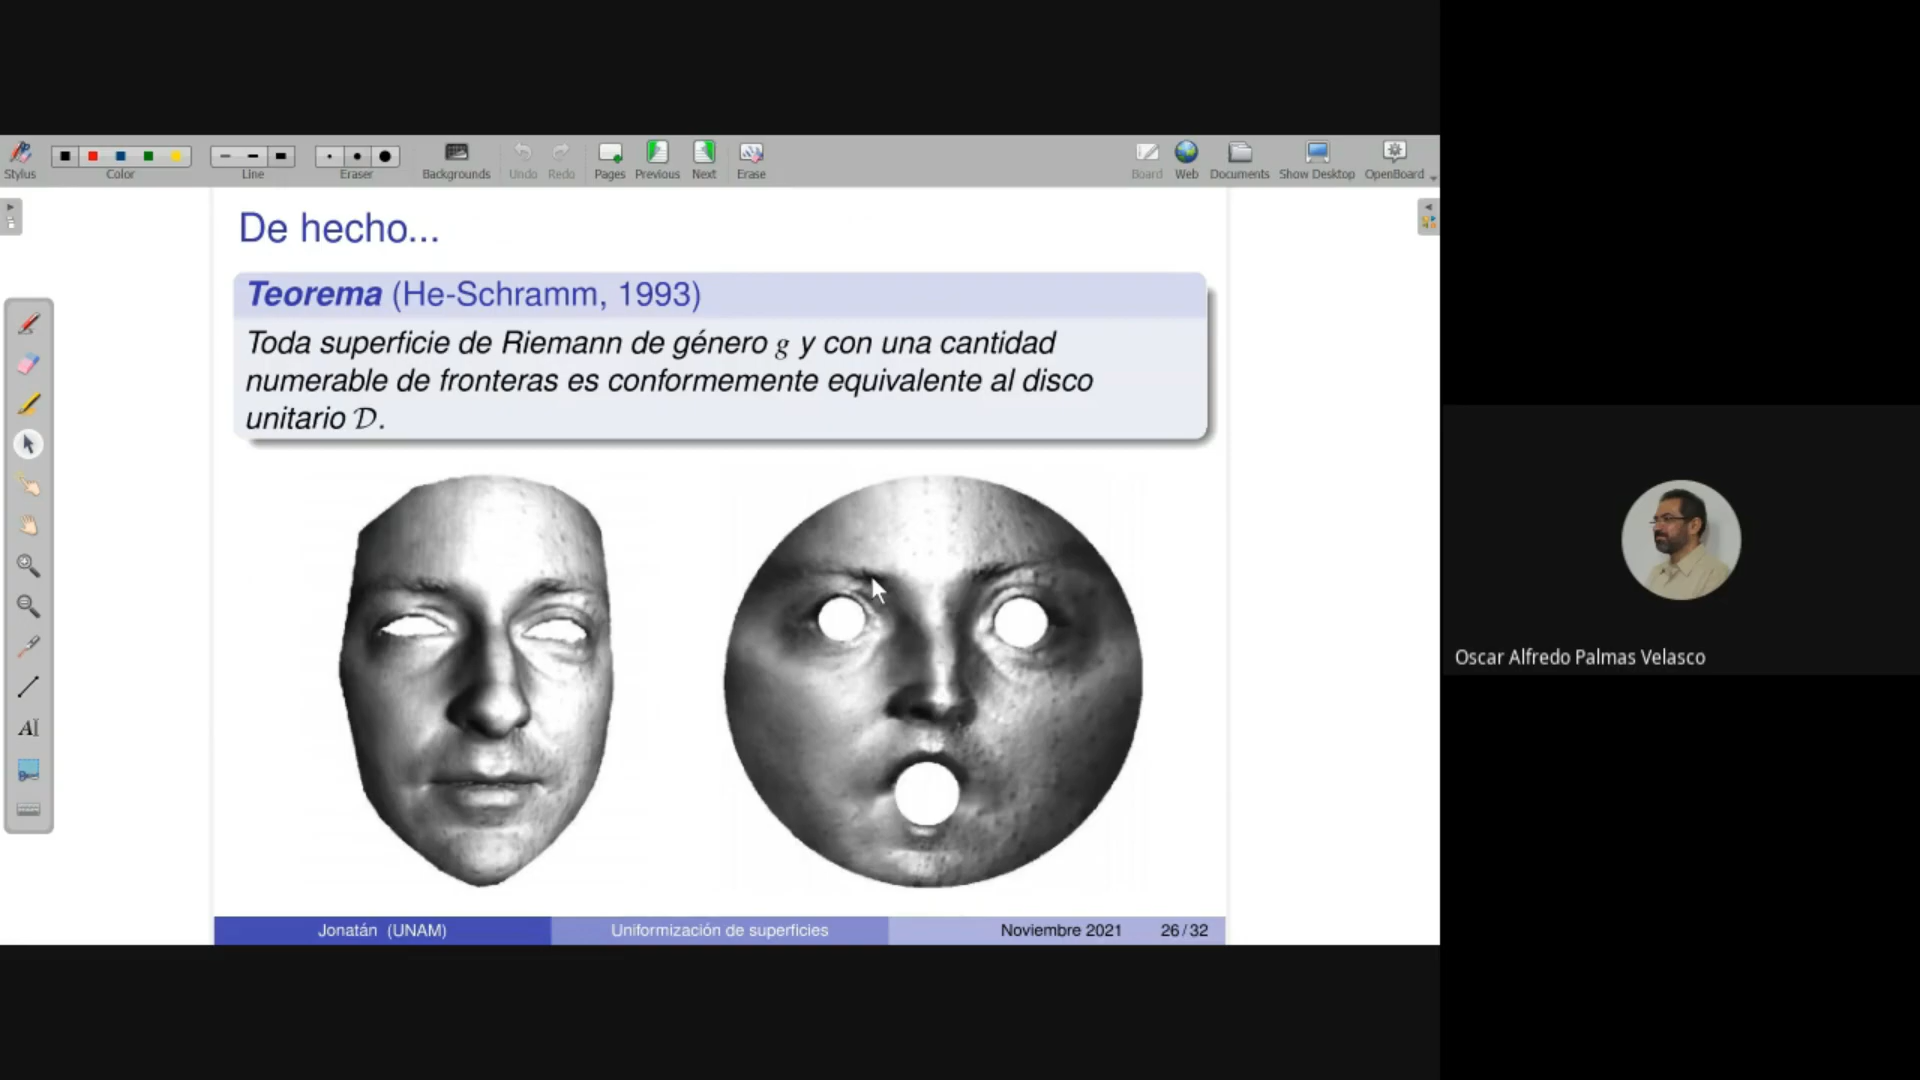 Stylus
Color
Line
Eraser
Backgrounds
Undo
Redo
Pages
Previous
Next
Erase
Board
Web
Documents
Show Desktop
OpenBoard
De hecho...
Teorema (He-Schramm, 1993)
Toda superficie de Riemann de género g y con una cantidad
numerable de fronteras es conformemente equivalente al disco
unitario D.
Oscar Alfredo Palmas Velasco
Jonatán (UNAM)
Uniformización de superficies
Noviembre 2021
26/32